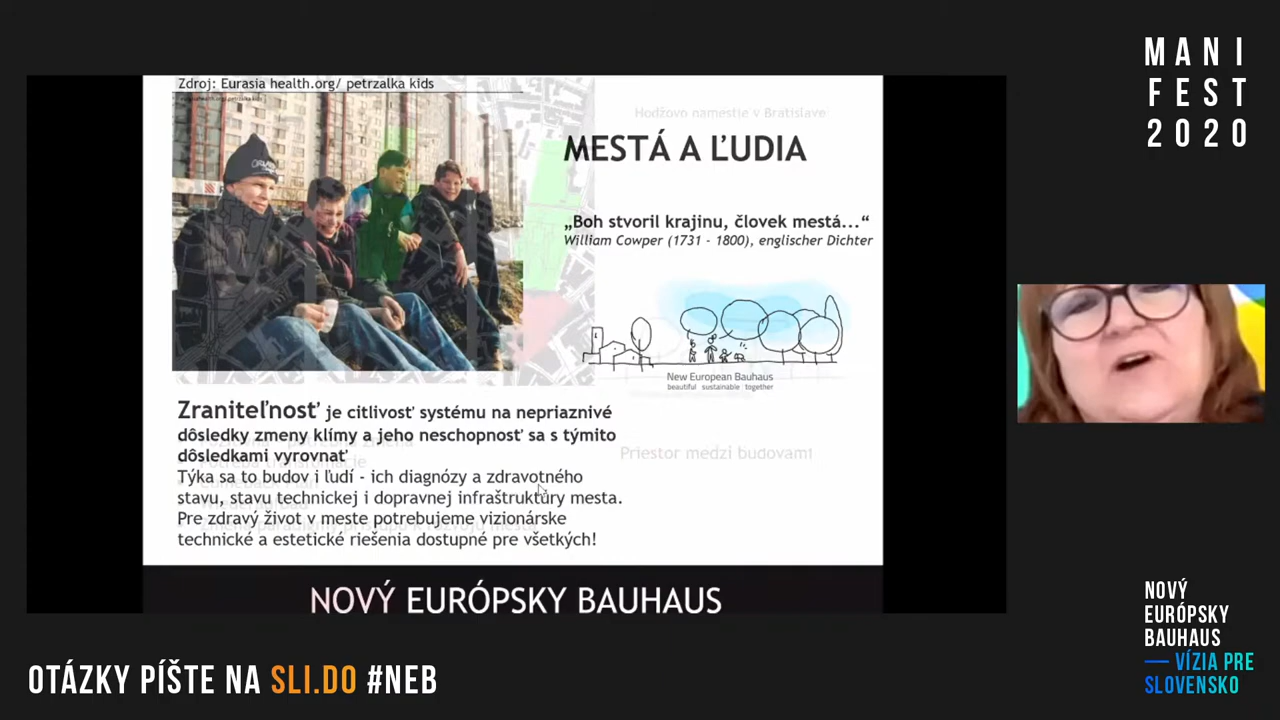 Zdroj: Eurasia health.org/ petrzalka kids
Hodžovo namestie v Bratislave
MESTÁ A ĽUDIA
„Boh stvoril krajinu, človek mestá...“
William Cowper (1731 - 1800), englischer Dichter
New European Bauhaus
beautiful sustainable together
Zraniteľnosť je citlivosť systému na nepriaznivé
dôsledky zmeny klímy a jeho neschopnosť sa s týmito
dôsledkami vyrovnať
Týka sa to budov i ľudí - ich diagnózy a zdravotného
stavu, stavu technickej i dopravnej infraštruktúry mesta.
Pre zdravý život v meste potrebujeme vizionárske
technické a estetické riešenia dostupné pre všetkých!
Priestor medzi budovami
NOVÝ EURÓPSKY BAUHAUS
OTÁZKY PÍŠTE NA SLI.DO #NEB
MANI
FEST
2020
NOVÝ
EURÓPSKY
BAUHAUS
— VÍZIA PRE
SLOVENSKO